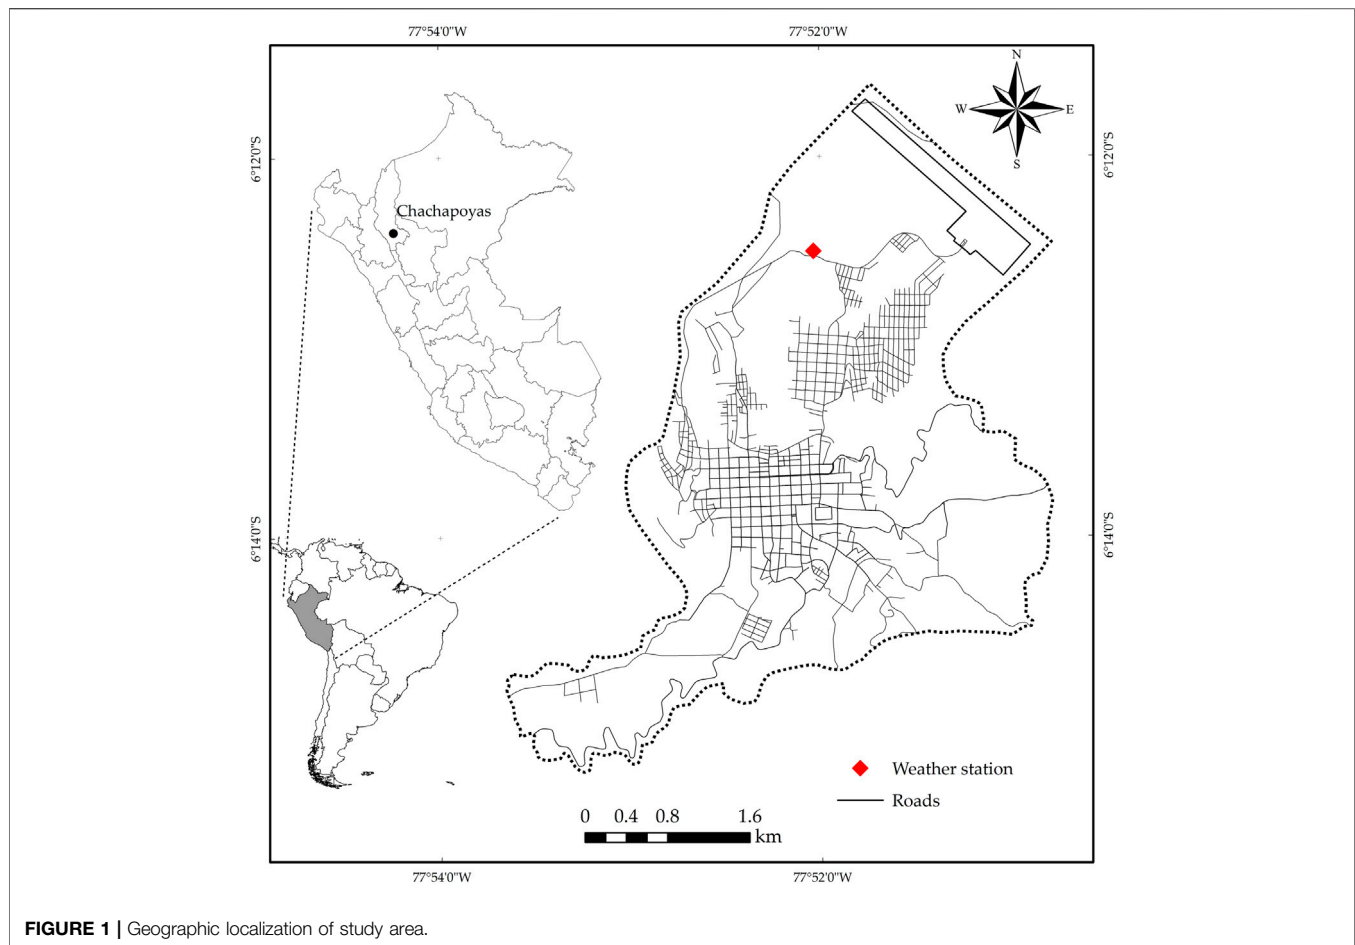 77°54'0"W
77°52'0"W
N
W
E
S
6°12'0"S
6°12'0"S
Chachapoyas
6°14'0"S
6°14'0"S
Weather station
Roads
0 0.4 0.8 1.6
km
77°54'0"W
77°52'0"W
FIGURE 1 | Geographic localization of study area.